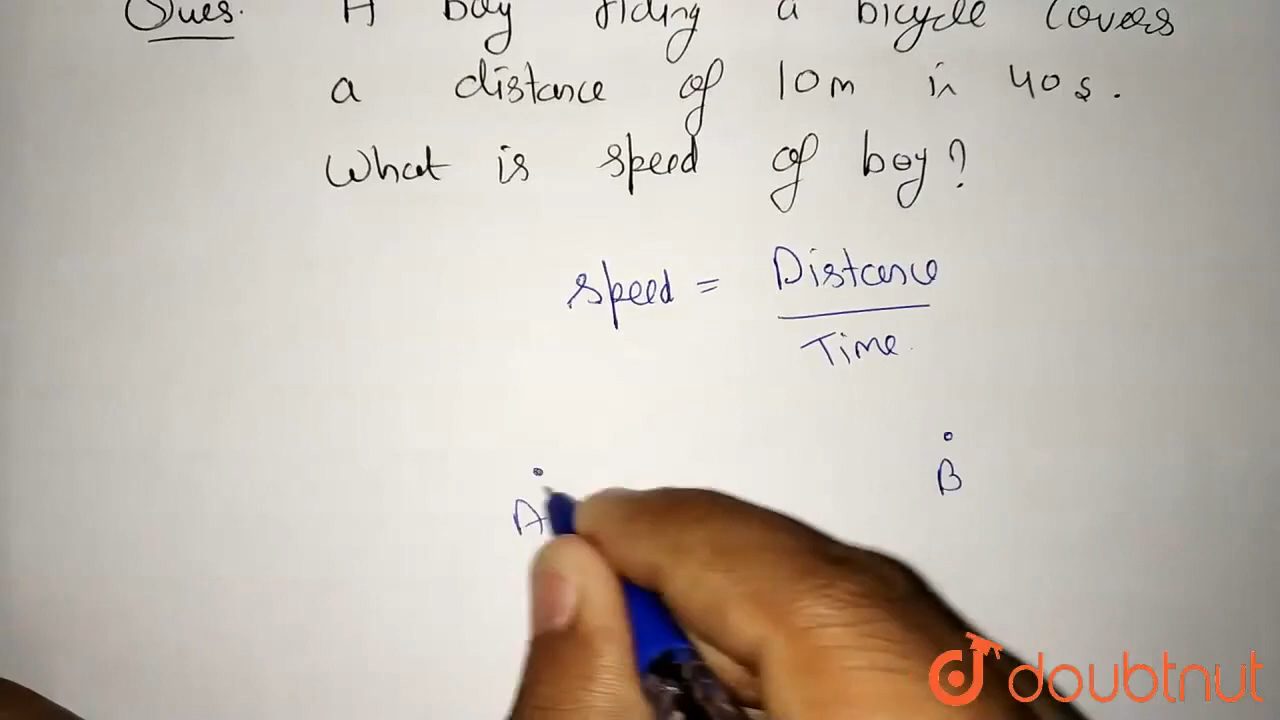 Ques. A boy riding a bicycle covers
a distance of 10m in 40s.
What is speed of boy?
speed = Distance
Time.
B
A
doubtnut